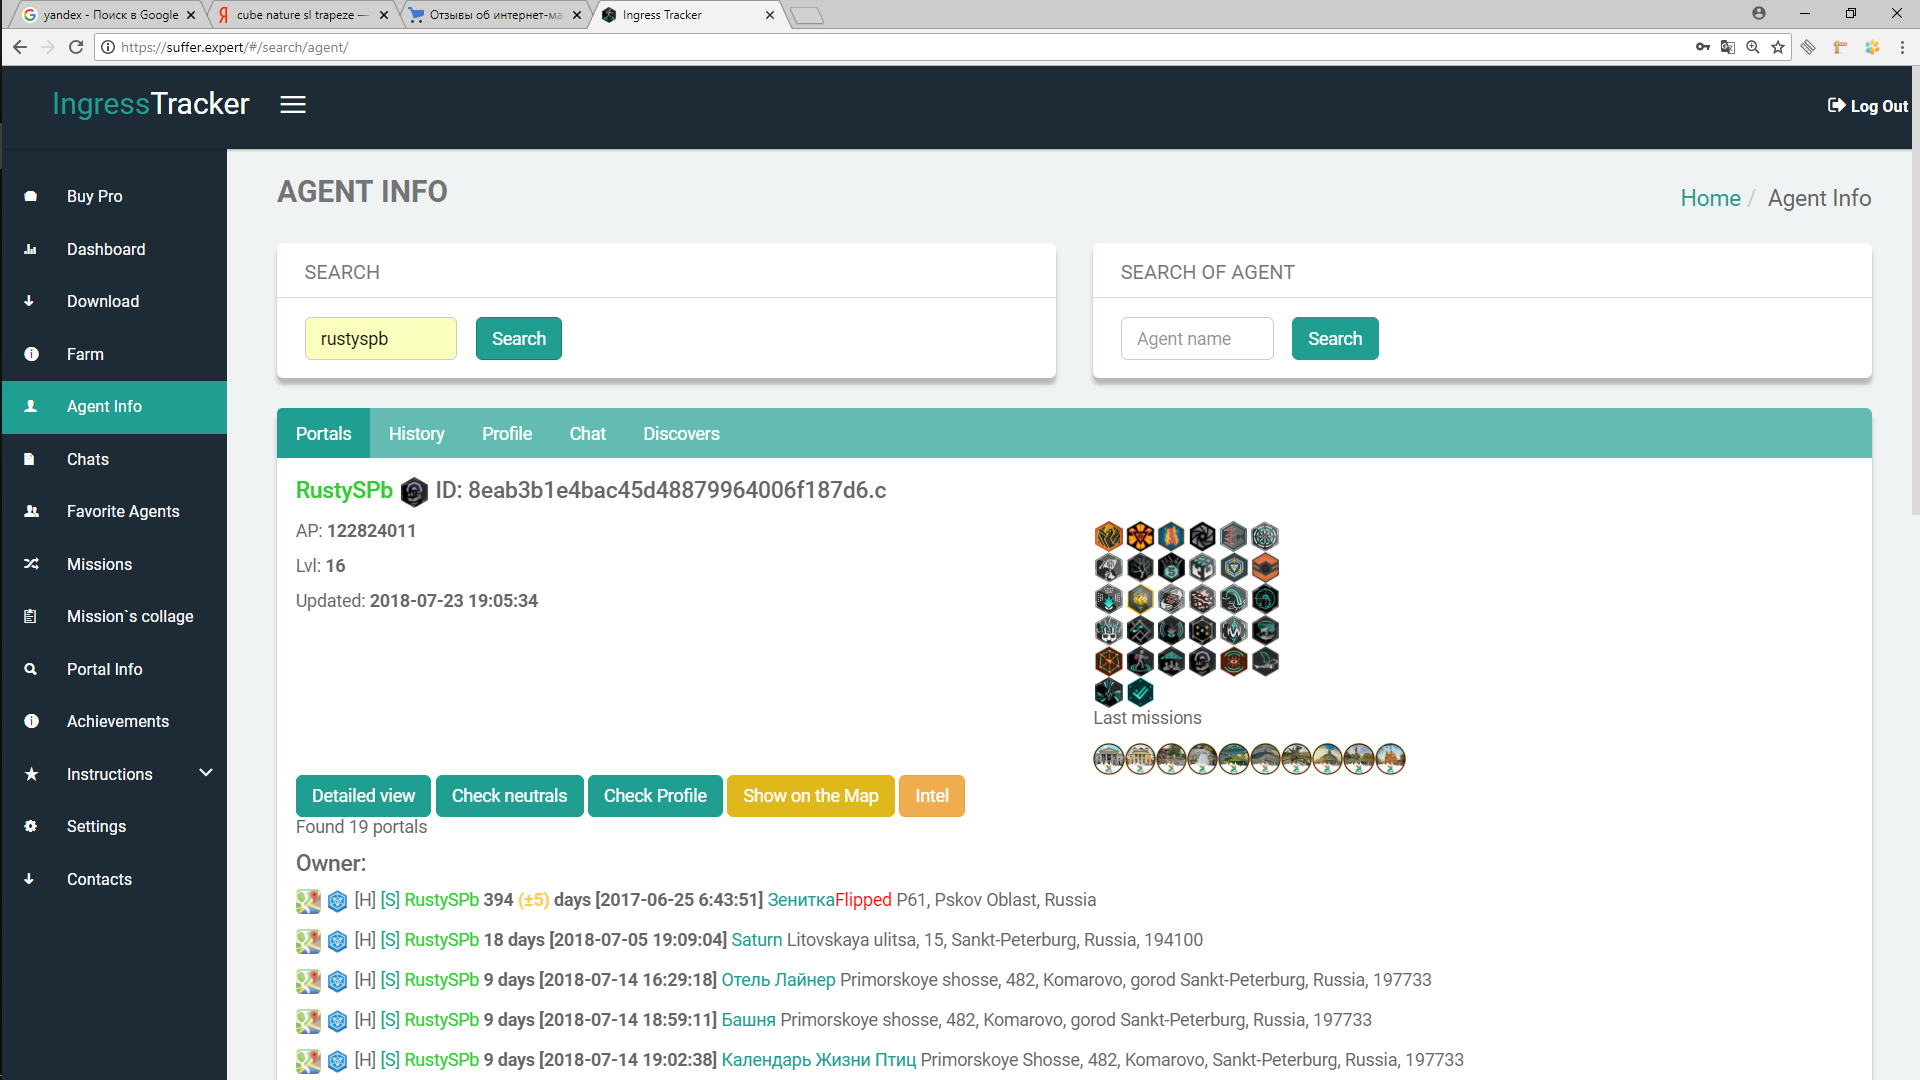 yandex - Поиск в Google
cube nature sl trapeze —
Отзывы об интернет-ма
Ingress Tracker
https://suffer.expert/#/search/agent/
IngressTracker
Log Out
Buy Pro
Dashboard
Download
Farm
Agent Info
Chats
Favorite Agents
Missions
Mission`s collage
Portal Info
Achievements
Instructions
Settings
Contacts
AGENT INFO
Home / Agent Info
SEARCH
rustyspb
Search
SEARCH OF AGENT
Agent name
Search
Portals
History
Profile
Chat
Discovers
RustySPb ID: 8eab3b1e4bac45d48879964006f187d6.c
AP: 122824011
Lvl: 16
Updated: 2018-07-23 19:05:34
Last missions
Detailed view
Check neutrals
Check Profile
Show on the Map
Intel
Found 19 portals
Owner:
[H] [S] RustySPb 394 (±5) days [2017-06-25 6:43:51] ЗениткаFlipped P61, Pskov Oblast, Russia
[H] [S] RustySPb 18 days [2018-07-05 19:09:04] Saturn Litovskaya ulitsa, 15, Sankt-Peterburg, Russia, 194100
[H] [S] RustySPb 9 days [2018-07-14 16:29:18] Отель Лайнер Primorskoye shosse, 482, Komarovo, gorod Sankt-Peterburg, Russia, 197733
[H] [S] RustySPb 9 days [2018-07-14 18:59:11] Башня Primorskoye shosse, 482, Komarovo, gorod Sankt-Peterburg, Russia, 197733
[H] [S] RustySPb 9 days [2018-07-14 19:02:38] Календарь Жизни Птиц Primorskoye Shosse, 482, Komarovo, Sankt-Peterburg, Russia, 197733